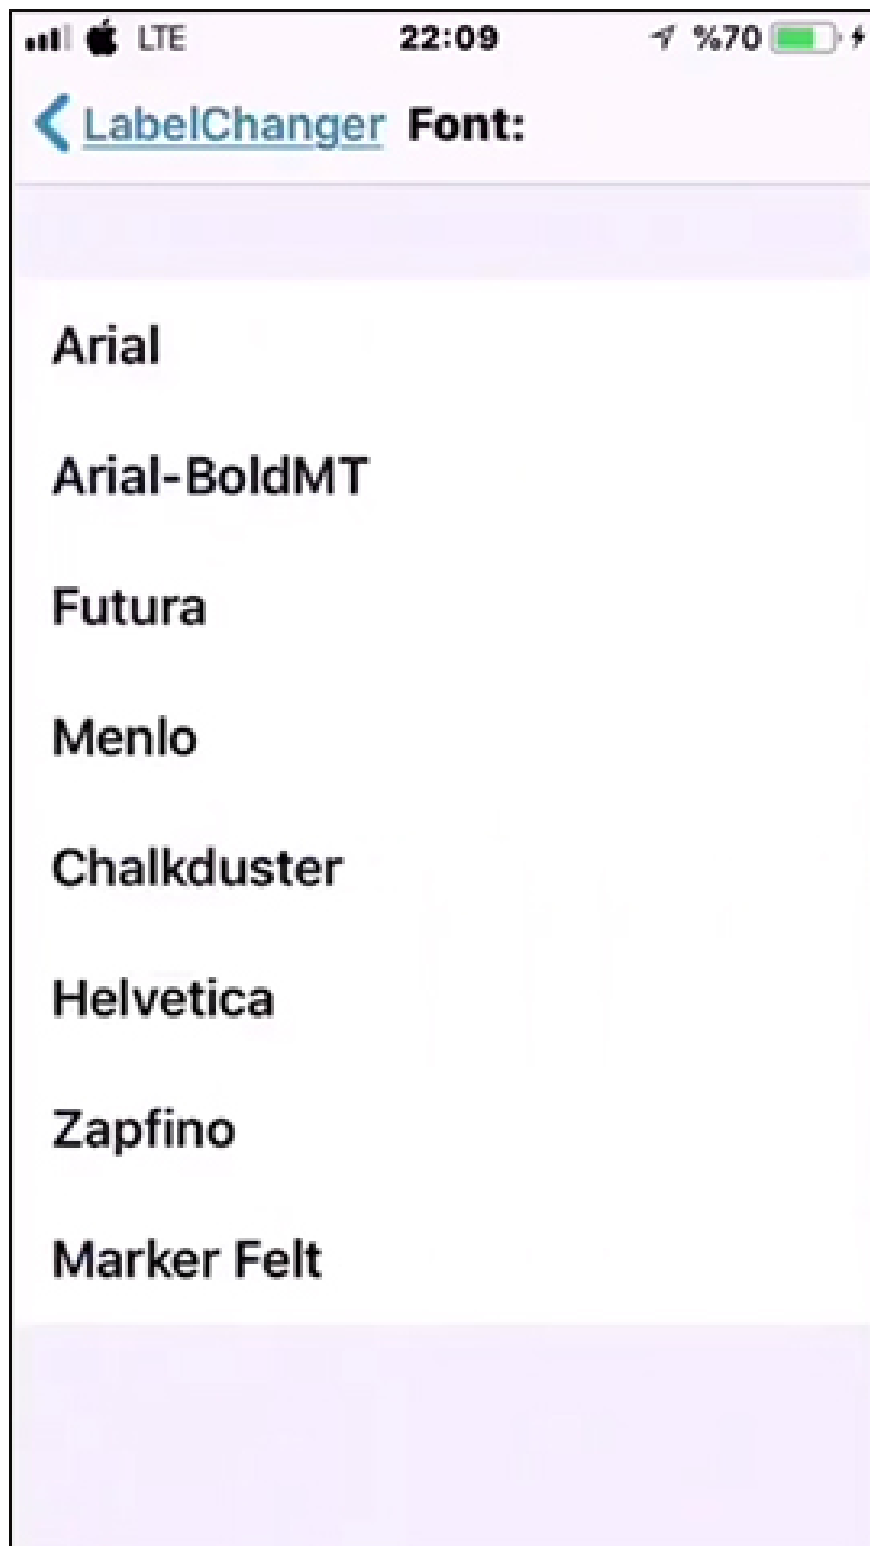 LTE 22:09 %70
LabelChanger Font:
Arial
Arial-BoldMT
Futura
Menlo
Chalkduster
Helvetica
Zapfino
Marker Felt